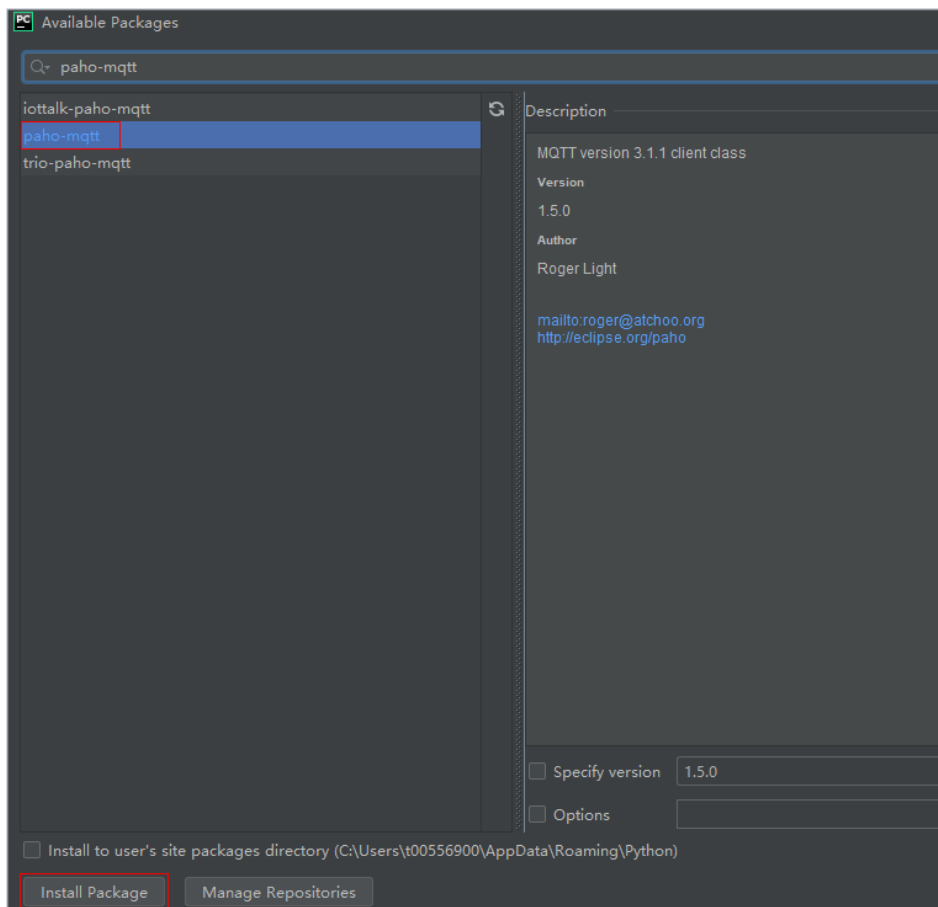 PC Available Packages
paho-mqtt
iottalk-paho-mqtt
paho-mqtt
trio-paho-mqtt
Description
MQTT version 3.1.1 client class
Version
1.5.0
Author
Roger Light
mailto:roger@atchoo.org
http://eclipse.org/paho
Specify version 1.5.0
Options
Install to user's site packages directory (C:\Users\t00556900\AppData\Roaming\Python)
Install Package Manage Repositories